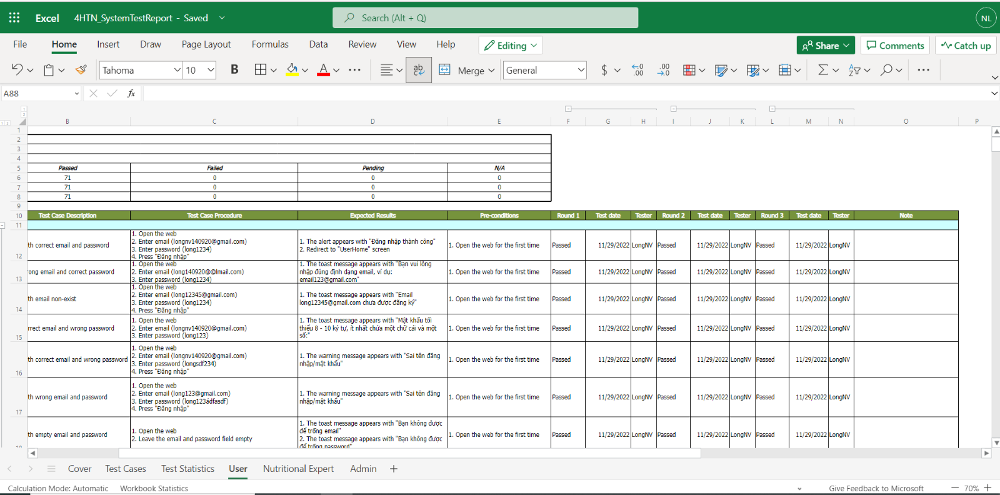 Excel 4HTN_SystemTestReport - Saved Search (Alt + Q) NL
File Home Insert Draw Page Layout Formulas Data Review View Help Editing Share Comments Catch up
Tahoma 10 B A ab Merge General $
A88 fx
B C D E F G H I J K L M N O P
1
2
3
4
5 Passed Failed Pending N/A
6 71 0 0 0
7 71 0 0 0
8 71 0 0 0
9
10 Test Case Description Test Case Procedure Expected Results Pre-conditions Round 1 Test date Tester Round 2 Test date Tester Round 3 Test date Tester Note
11
12 th correct email and password
1. Open the web
2. Enter email (longnv140920@gmail.com)
3. Enter password (long1234)
4. Press "Đăng nhập"
1. The alert appears with "Đăng nhập thành công"
2. Redirect to "UserHome" screen
1. Open the web for the first time Passed 11/29/2022 LongNV Passed 11/29/2022 LongNV Passed 11/29/2022 LongNV
13 rong email and correct password
1. Open the web
2. Enter email (long140920@@lmail.com)
3. Enter password (long1234)
1. The toast message appears with "Bạn vui lòng
nhập đúng định dạng email, ví dụ:
email123@gmail.com"
1. Open the web for the first time Passed 11/29/2022 LongNV Passed 11/29/2022 LongNV Passed 11/29/2022 LongNV
14 th email non-exist
1. Open the web
2. Enter email (long12345@gmail.com)
3. Enter password (long1234)
4. Press "Đăng nhập"
1. The toast message appears with "Email
long12345@gmail.com chưa được đăng ký"
1. Open the web for the first time Passed 11/29/2022 LongNV Passed 11/29/2022 LongNV Passed 11/29/2022 LongNV
15 rrect email and wrong password
1. Open the web
2. Enter email (longnv140920@gmail.com)
3. Enter password (long123)
1. The toast message appears with "Mật khẩu tối
thiểu 8 - 10 ký tự, ít nhất chứa một chữ cái và một
số:"
1. Open the web for the first time Passed 11/29/2022 LongNV Passed 11/29/2022 LongNV Passed 11/29/2022 LongNV
16 th correct email and wrong password
1. Open the web
2. Enter email (longnv140920@gmail.com)
3. Enter password (longsdf234)
4. Press "Đăng nhập"
1. The warning message appears with "Sai tên đăng
nhập/mật khẩu"
1. Open the web for the first time Passed 11/29/2022 LongNV Passed 11/29/2022 LongNV Passed 11/29/2022 LongNV
17 th wrong email and password
1. Open the web
2. Enter email (long123@gmail.com)
3. Enter password (long123ádfasdf)
4. Press "Đăng nhập"
1. The warning message appears with "Sai tên đăng
nhập/mật khẩu"
1. Open the web for the first time Passed 11/29/2022 LongNV Passed 11/29/2022 LongNV Passed 11/29/2022 LongNV
th empty email and password
1. Open the web
2. Leave the email and password field empty
1. The toast message appears with "Bạn không được
để trống email"
2. The toast message appears with "Bạn không được
để trống password"
1. Open the web for the first time Passed 11/29/2022 LongNV Passed 11/29/2022 LongNV Passed 11/29/2022 LongNV
Cover Test Cases Test Statistics User Nutritional Expert Admin +
Calculation Mode: Automatic Workbook Statistics Give Feedback to Microsoft 70%